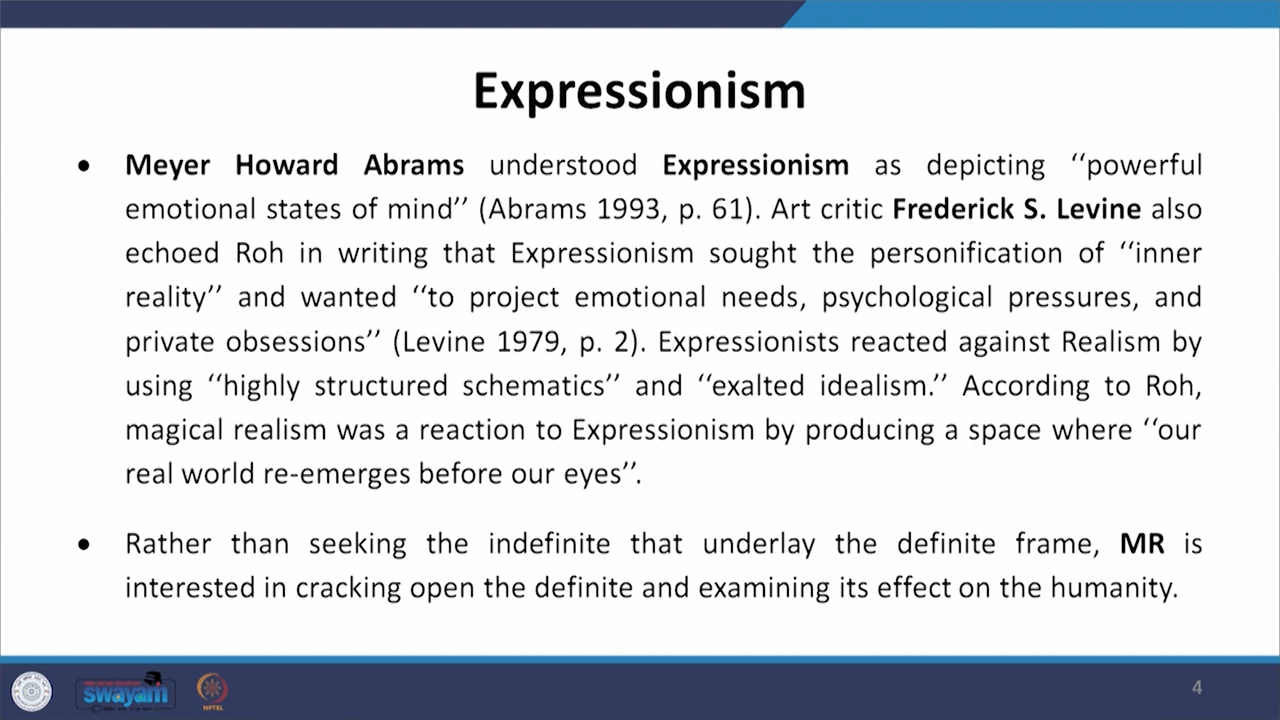 Expressionism
• Meyer Howard Abrams understood Expressionism as depicting ‘‘powerful
emotional states of mind’’ (Abrams 1993, p. 61). Art critic Frederick S. Levine also
echoed Roh in writing that Expressionism sought the personification of ‘‘inner
reality’’ and wanted ‘‘to project emotional needs, psychological pressures, and
private obsessions’’ (Levine 1979, p. 2). Expressionists reacted against Realism by
using ‘‘highly structured schematics’’ and ‘‘exalted idealism.’’ According to Roh,
magical realism was a reaction to Expressionism by producing a space where ‘‘our
real world re-emerges before our eyes’’.
• Rather than seeking the indefinite that underlay the definite frame, MR is
interested in cracking open the definite and examining its effect on the humanity.
swayam
NPTEL
4